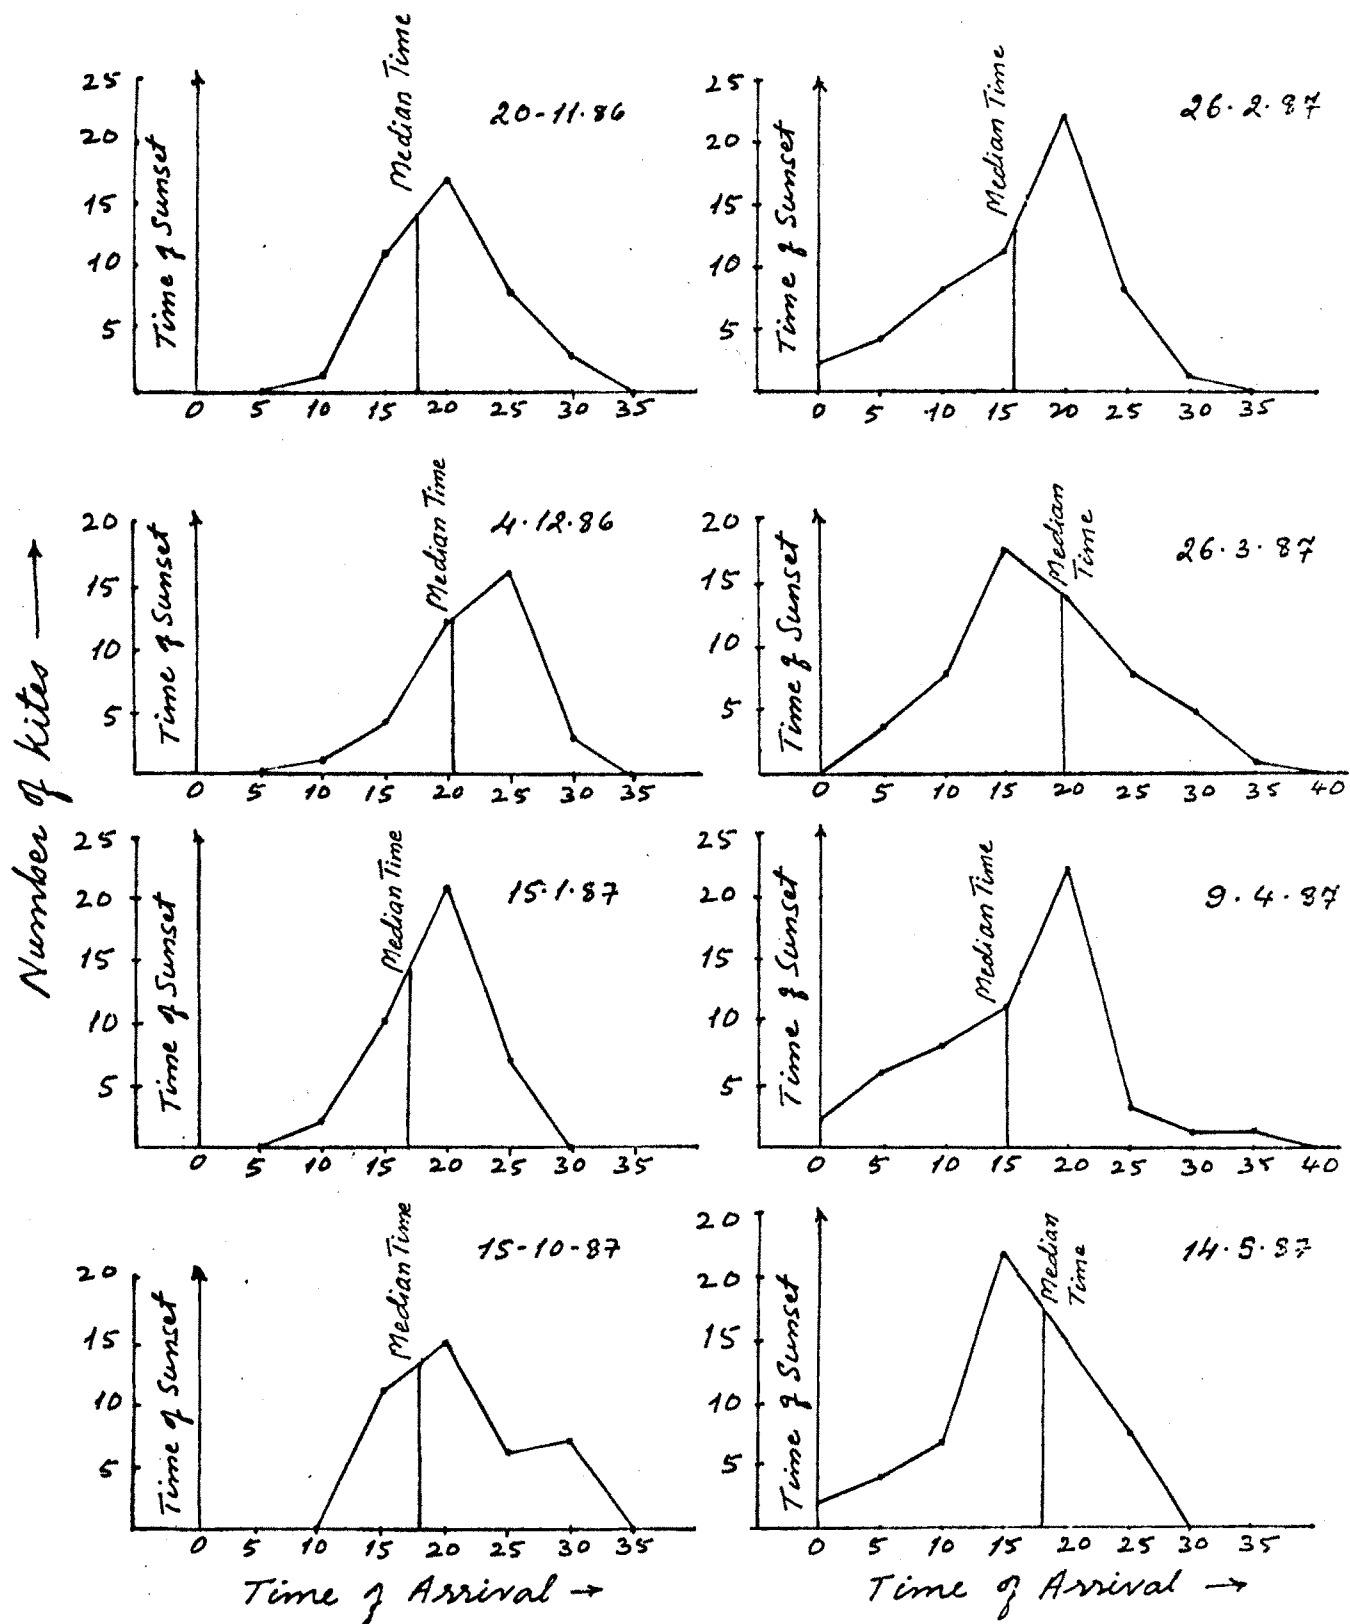 Number of kites →
25
20
15
10
5
Time of Sunset
Median Time
20-11.86
0 5 10 15 20 25 30 35
25
20
15
10
5
Time of Sunset
Median Time
26.2.87
0 5 10 15 20 25 30 35
20
15
10
5
Time of Sunset
Median Time
4.12.86
0 5 10 15 20 25 30 35
20
15
10
5
Time of Sunset
Median
Time
26.3.87
0 5 10 15 20 25 30 35 40
25
20
15
10
5
Time of Sunset
Median Time
15.1.87
0 5 10 15 20 25 30 35
25
20
15
10
5
Time of Sunset
Median Time
9.4.87
0 5 10 15 20 25 30 35 40
20
15
10
5
Time of Sunset
Median Time
15-10-87
0 5 10 15 20 25 30 35
20
20
15
10
5
Time of Sunset
Median
Time
14.5.87
0 5 10 15 20 25 30 35
Time of Arrival →
Time of Arrival →